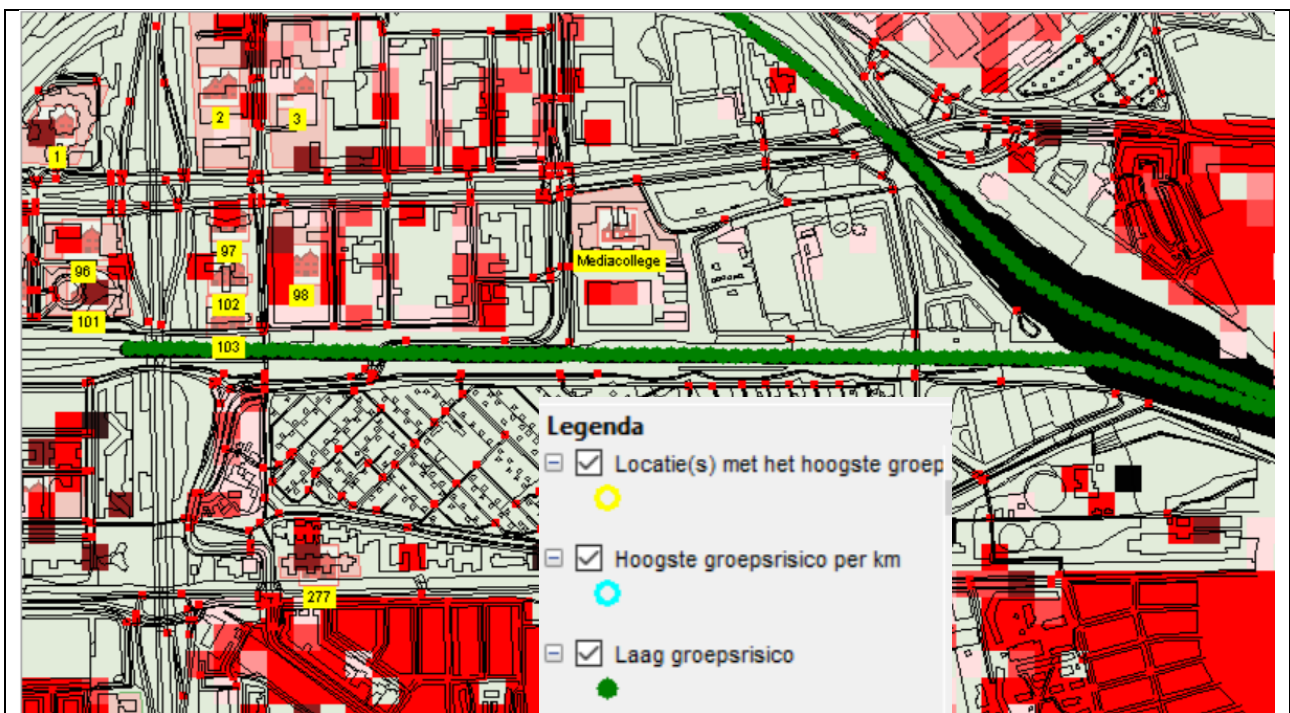 2
3
1
97
Mediacollege
96
98
102
101
103
Legenda
Locatie(s) met het hoogste groep
Hoogste groepsrisico per km
277
Laag groepsrisico